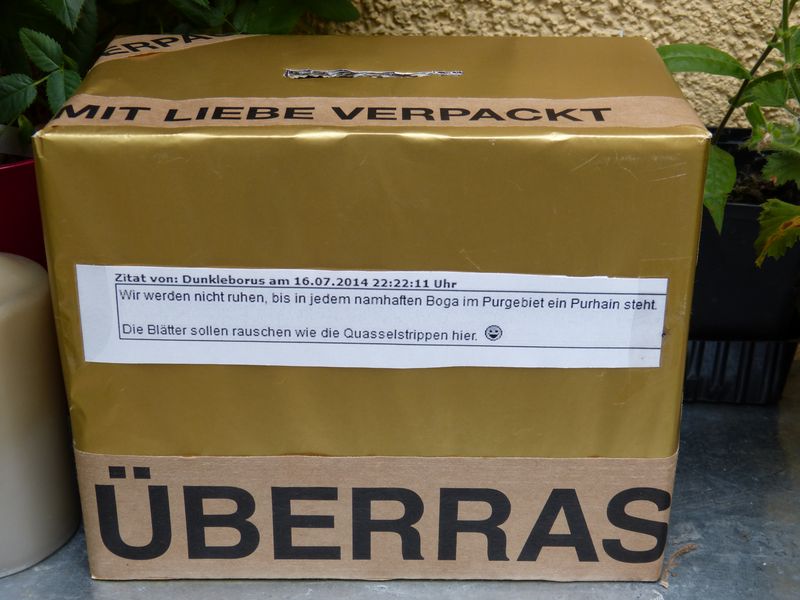 ERPA
MIT LIEBE VERPACKT
Zitat von: Dunkleborus am 16.07.2014 22:22:11 Uhr
Wir werden nicht ruhen, bis in jedem namhaften Boga im Purgebiet ein Purhain steht.
Die Blätter sollen rauschen wie die Quasselstrippen hier.
ÜBERRAS